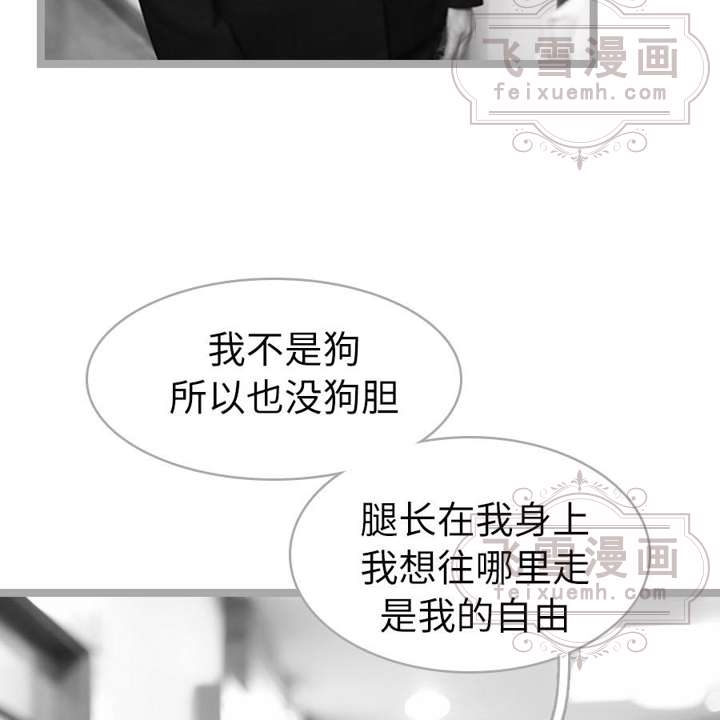 飞雪漫画
feixuemh.com
我不是狗
所以也没狗胆
腿长在我身上
我想往哪里走
是我的自由
飞雪漫画
feixuemh.com